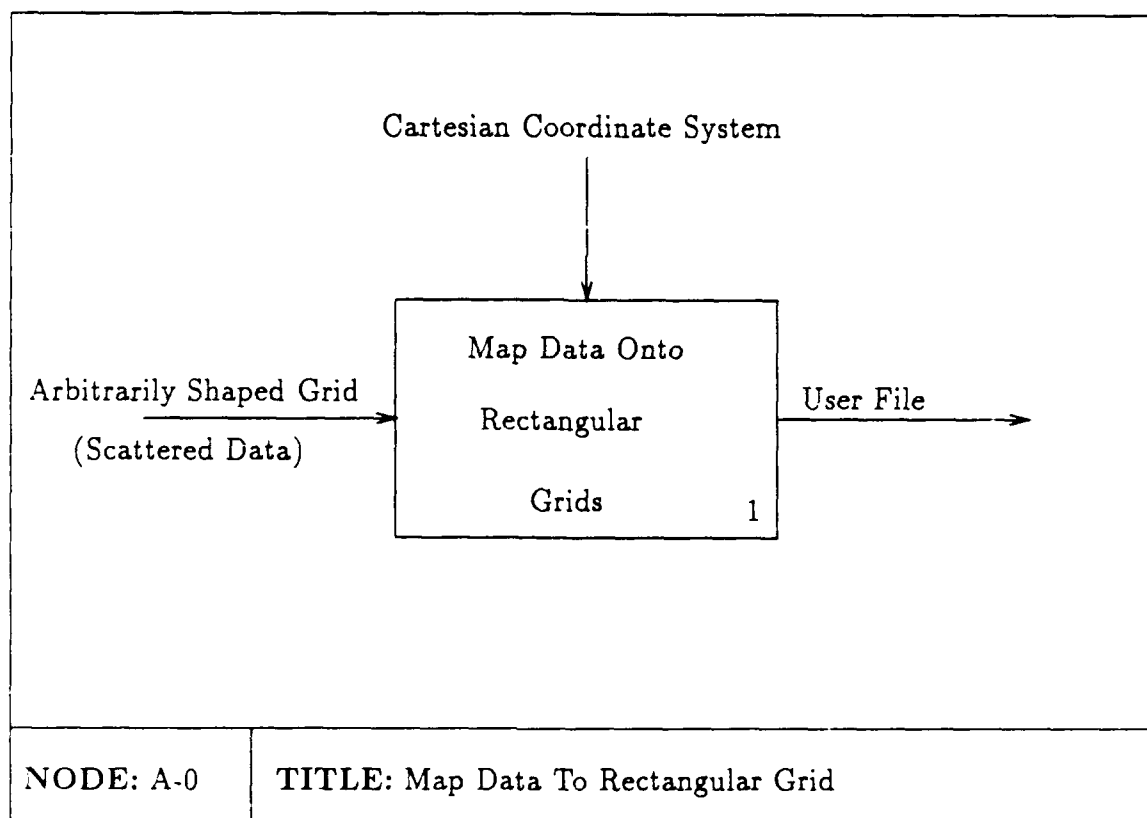 Cartesian Coordinate System
Map Data Onto
Rectangular
Grids
1
Arbitrarily Shaped Grid
(Scattered Data)
User File
NODE: A-0
TITLE: Map Data To Rectangular Grid